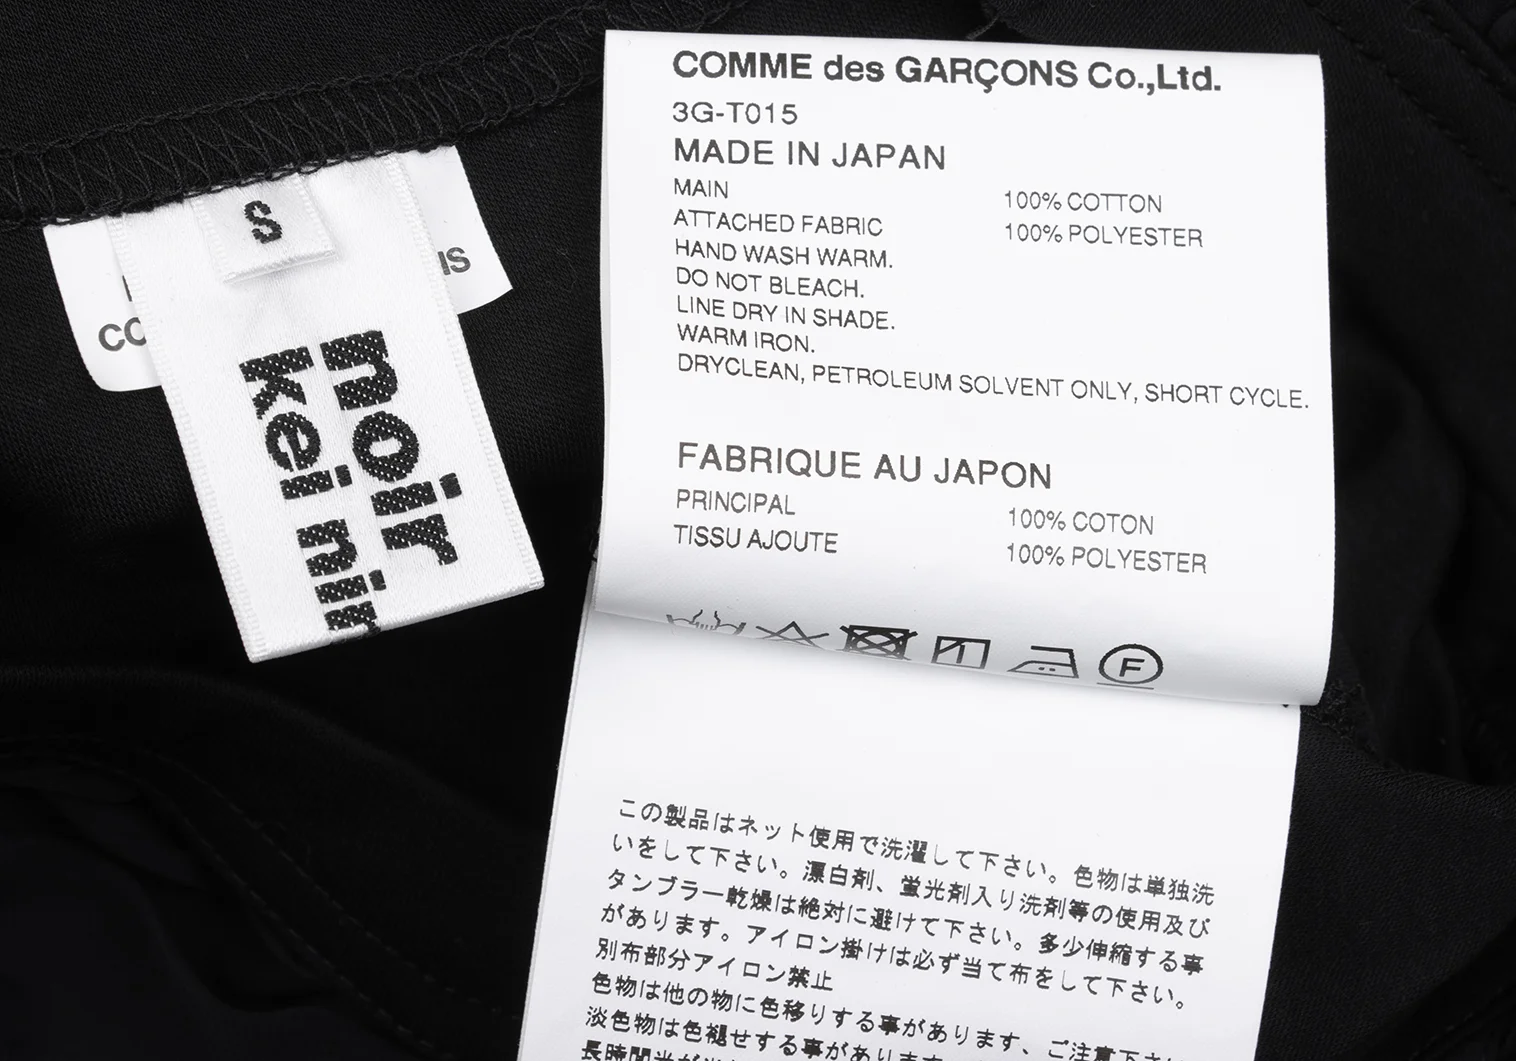 S
noir
kei nin
CO
IS
COMME des GARÇONS Co.,Ltd.
3G-T015
MADE IN JAPAN
MAIN 100% COTTON
ATTACHED FABRIC 100% POLYESTER
HAND WASH WARM.
DO NOT BLEACH.
LINE DRY IN SHADE.
WARM IRON.
DRYCLEAN, PETROLEUM SOLVENT ONLY, SHORT CYCLE.
FABRIQUE AU JAPON
PRINCIPAL 100% COTON
TISSU AJOUTE 100% POLYESTER
F
この製品はネット使用で洗濯して下さい。色物は単独洗
いをして下さい。漂白剤、蛍光剤入り洗剤等の使用及び
タンブラー乾燥は絶対に避けて下さい。多少伸縮する事
があります。アイロン掛けは必ず当て布をして下さい。
別布部分アイロン禁止
色物は他の物に色移りする事があります、ご注意下さい
淡色物は色褪せする事があります
長時間光が